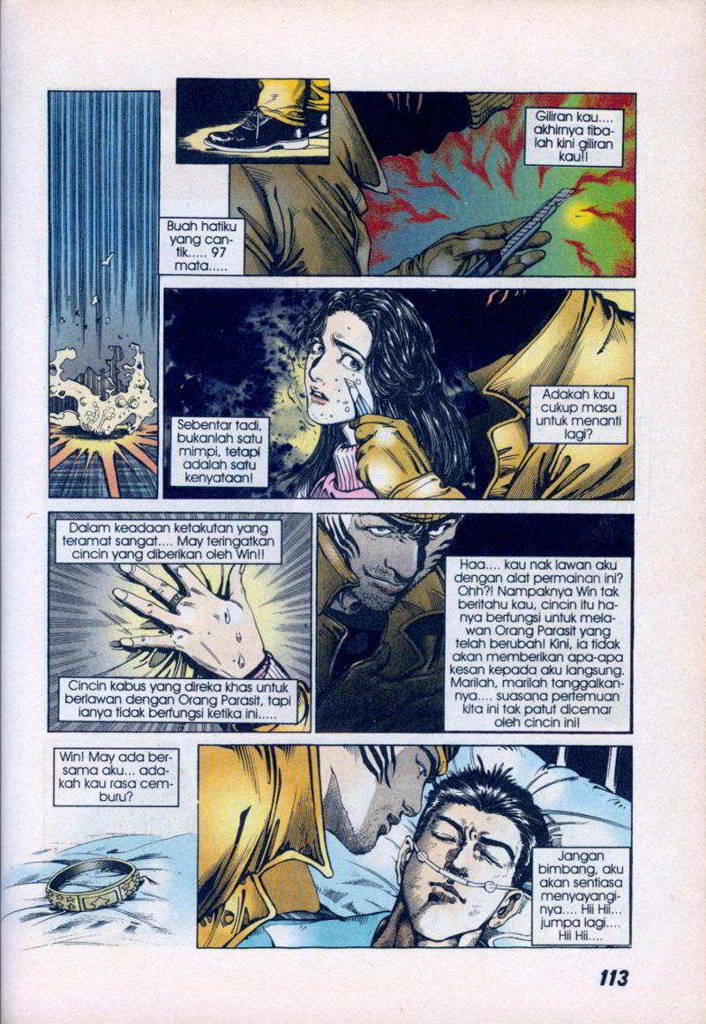 Giliran kau....
akhirnya tiba-
lah kini giliran
kau!!
Buah hatiku
yang can-
tik..... 97
mata.....
Sebentar tadi,
bukanlah satu
mimpi, tetapi
adalah satu
kenyataan!
Adakah kau
cukup masa
untuk menanti
lagi?
Dalam keadaan ketakutan yang
teramat sangat.... May teringatkan
cincin yang diberikan oleh Win!!
Cincin kabus yang direka khas untuk
berlawan dengan Orang Parasit, tapi
ianya tidak berfungsi ketika ini.....
Haa.... kau nak lawan aku
dengan alat permainan ini?
Ohh?! Nampaknya Win tak
beritahu kau, cincin itu ha-
nya berfungsi untuk mela-
wan Orang Parasit yang
telah berubah! Kini, ia tidak
akan memberikan apa-apa
kesan kepada aku langsung.
Marilah, marilah tanggalkan-
nya.... suasana pertemuan
kita ini tak patut dicemar
oleh cincin ini!
Win! May ada ber-
sama aku... ada-
kah kau rasa cem-
buru?
Jangan
bimbang, aku
akan sentiasa
menyayangi-
nya.... Hii Hii...
jumpa lagi....
Hii Hii....
113